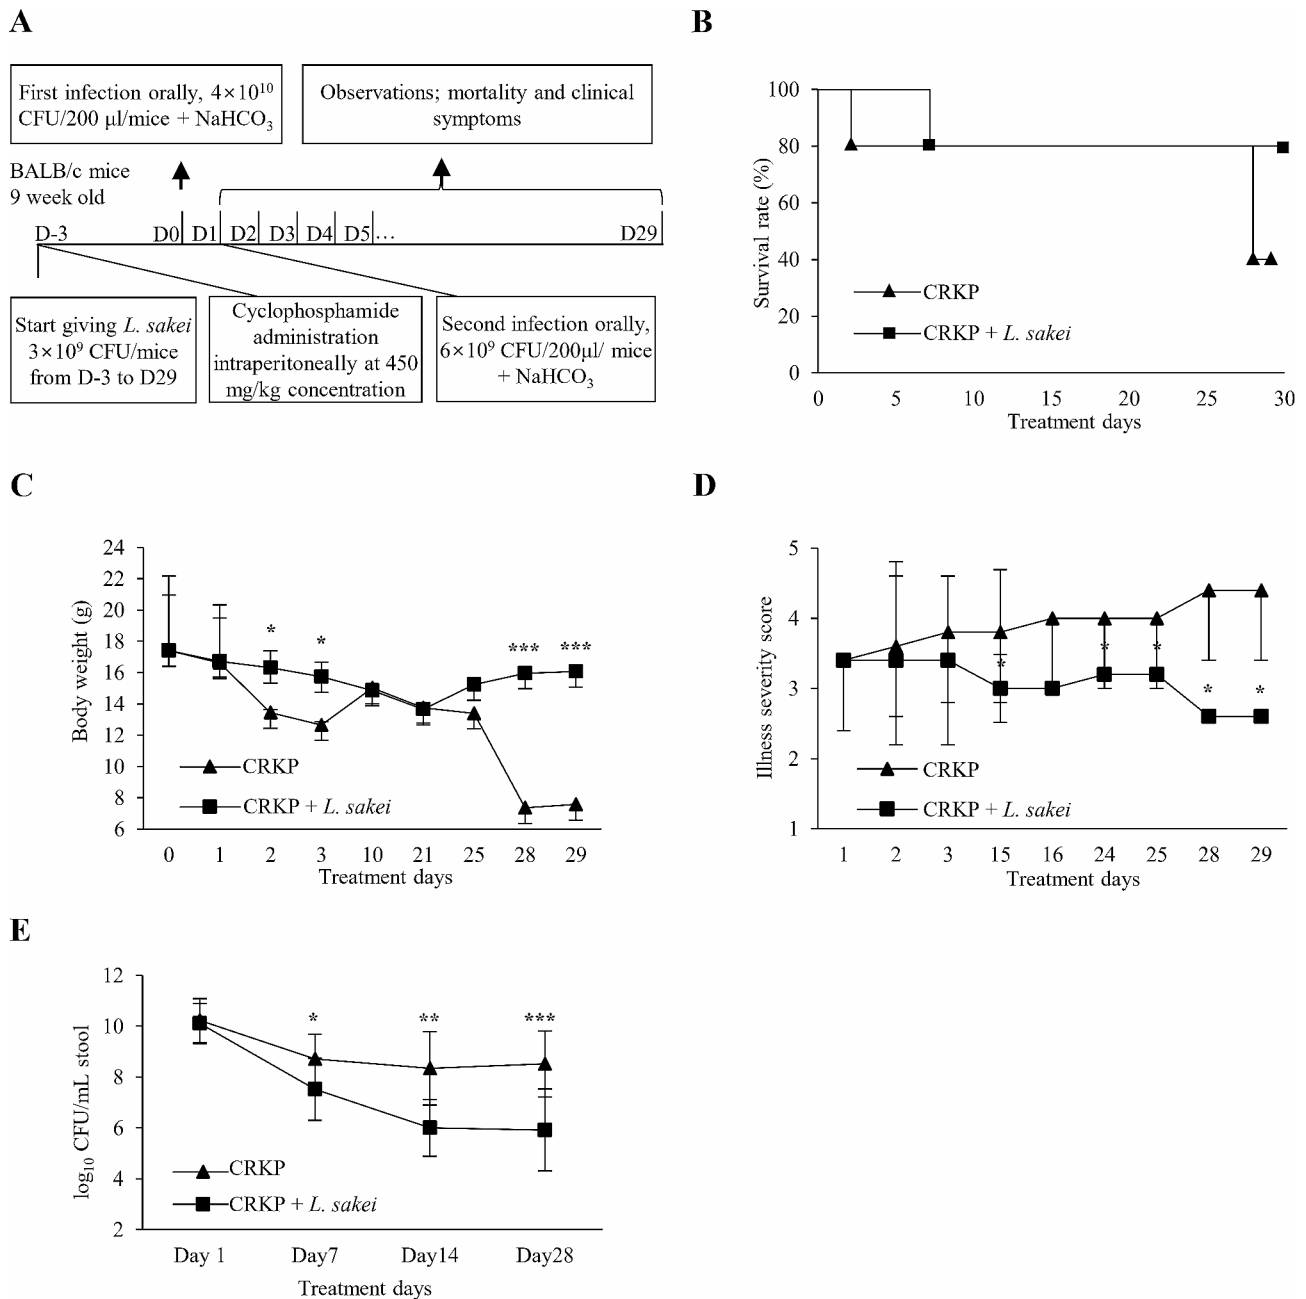 A
First infection orally, 4×10¹⁰
CFU/200 µl/mice + NaHCO₃
Observations; mortality and clinical
symptoms
BALB/c mice
9 week old
D-3
D0
D1
D2
D3
D4
D5
...
D29
Start giving L. sakei
3×10⁹ CFU/mice
from D-3 to D29
Cyclophosphamide
administration
intraperitoneally at 450
mg/kg concentration
Second infection orally,
6×10⁹ CFU/200µl/ mice
+ NaHCO₃
B
Survival rate (%)
100
80
60
40
20
0
CRKP
CRKP + L. sakei
0 5 10 15 20 25 30
Treatment days
C
Body weight (g)
24
22
20
18
16
14
12
10
8
6
* * *** ***
CRKP
CRKP + L. sakei
0 1 2 3 10 21 25 28 29
Treatment days
D
Illness severity score
5
4
3
2
1
* * * * *
CRKP
CRKP + L. sakei
1 2 3 15 16 24 25 28 29
Treatment days
E
log₁₀ CFU/mL stool
12
10
8
6
4
2
* ** ***
CRKP
CRKP + L. sakei
Day 1 Day7 Day14 Day28
Treatment days